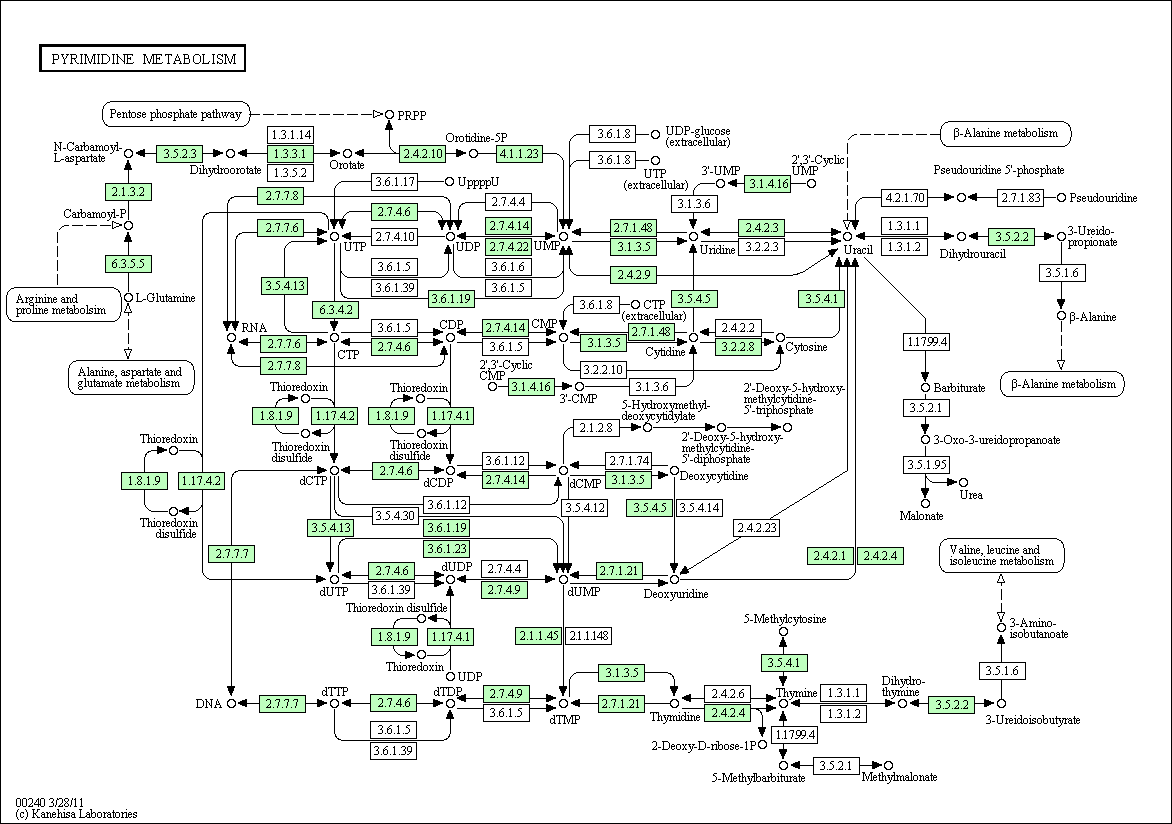 PYRIMIDINE METABOLISM
Pentose phosphate pathway
PRPP
β-Alanine metabolism
1.3.1.14
Orotidine-5P
3.6.1.8
UDP-glucose
(extracellular)
N-Carbamoyl-
L-aspartate
3.5.2.3
1.3.3.1
2.4.2.10
4.1.1.23
3.6.1.8
UTP
(extracellular)
Dihydroorotate
1.3.5.2
Orotate
3'-UMP
2',3'-Cyclic
UMP
Pseudouridine 5'-phosphate
2.1.3.2
2.7.7.8
3.6.1.17
UppppU
3.1.4.16
4.2.1.70
2.7.1.83
Pseudouridine
Carbamoyl-P
2.7.4.6
2.7.4.4
3.1.3.6
2.7.7.6
2.7.4.14
2.7.1.48
2.4.2.3
1.3.1.1
3-Ureido-
propionate
UTP
2.7.4.10
UDP
2.7.4.22
UMP
3.1.3.5
Uridine
3.2.2.3
Uracil
1.3.1.2
Dihydrouracil
3.5.2.2
6.3.5.5
3.6.1.5
3.6.1.6
2.4.2.9
3.5.1.6
3.5.4.13
3.6.1.39
3.6.1.5
Arginine and
proline metabolsim
L-Glutamine
3.6.1.19
3.5.4.5
3.5.4.1
6.3.4.2
3.6.1.8
CTP
(extracellular)
β-Alanine
RNA
3.6.1.5
CDP
2.7.4.14
CMP
2.7.1.48
2.4.2.2
2.7.7.6
CTP
2.7.4.6
3.6.1.5
3.1.3.5
Cytidine
3.2.2.8
Cytosine
1.1.99.4
2.7.7.8
3.2.2.10
Alanine, aspartate and
glutamate metabolism
2',3'-Cyclic
CMP
3.1.4.16
3'-CMP
3.1.3.6
Barbiturate
β-Alanine metabolism
Thioredoxin
Thioredoxin
2'-Deoxy-5-hydroxy-
methylcytidine-
5'-triphosphate
3.5.2.1
1.8.1.9
1.17.4.2
1.8.1.9
1.17.4.1
5-Hydroxymethyl-
deoxycytidylate
2.1.2.8
Thioredoxin
disulfide
Thioredoxin
disulfide
2'-Deoxy-5-hydroxy-
methylcytidine-
5'-diphosphate
3-Oxo-3-ureidopropanoate
Thioredoxin
3.6.1.12
2.7.1.74
3.5.1.95
1.8.1.9
1.17.4.2
dCTP
2.7.4.6
dCDP
2.7.4.14
dCMP
3.1.3.5
Deoxycytidine
Urea
Thioredoxin
disulfide
3.6.1.12
3.5.4.30
3.5.4.12
3.5.4.5
3.5.4.14
Malonate
3.5.4.13
3.6.1.19
2.4.2.23
3.6.1.23
2.7.7.7
2.4.2.1
2.4.2.4
Valine, leucine and
isoleucine metabolism
2.7.4.6
dUDP
2.7.4.4
2.7.1.21
dUTP
3.6.1.39
2.7.4.9
dUMP
Deoxyuridine
Thioredoxin disulfide
1.8.1.9
1.17.4.1
2.1.1.45
2.1.1.148
5-Methylcytosine
3-Amino-
isobutanoate
Thioredoxin
UDP
3.5.4.1
3.5.1.6
3.1.3.5
Dihydro-
thymine
DNA
2.7.7.7
dTTP
2.7.4.6
dTDP
2.7.4.9
3.6.1.5
dTMP
2.7.1.21
Thymidine
2.4.2.6
2.4.2.4
Thymine
1.3.1.1
1.3.1.2
3.5.2.2
3-Ureidoisobutyrate
3.6.1.5
3.6.1.39
2-Deoxy-D-ribose-1P
1.1.99.4
5-Methylbarbiturate
3.5.2.1
Methylmalonate
00240 3/28/11
(c) Kanehisa Laboratories